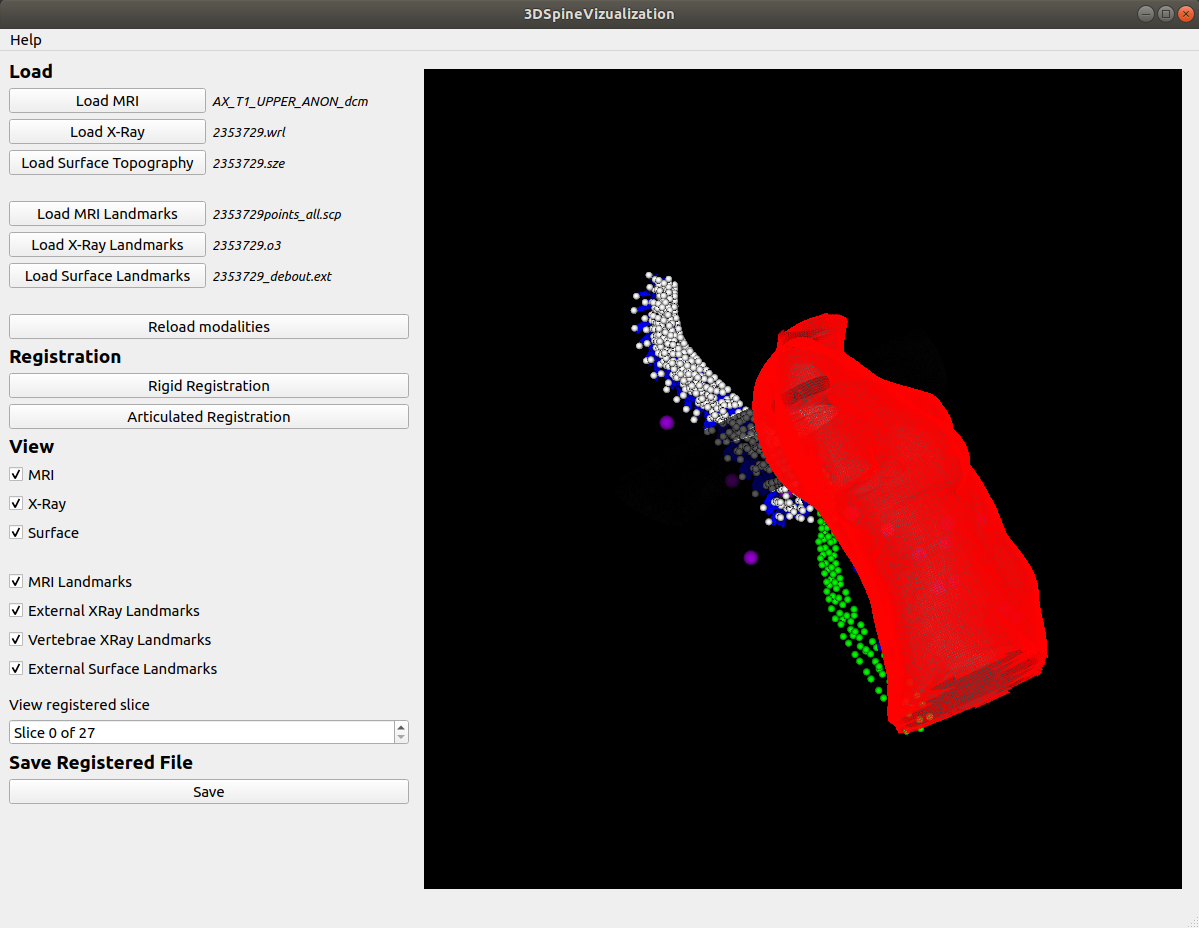 3DSpineVizualization
Help
Load
Load MRI AX_T1_UPPER_ANON_dcm
Load X-Ray 2353729.wrl
Load Surface Topography 2353729.sze
Load MRI Landmarks 2353729points_all.scp
Load X-Ray Landmarks 2353729.o3
Load Surface Landmarks 2353729_debout.ext
Reload modalities
Registration
Rigid Registration
Articulated Registration
View
MRI
X-Ray
Surface
MRI Landmarks
External XRay Landmarks
Vertebrae XRay Landmarks
External Surface Landmarks
View registered slice
Slice 0 of 27
Save Registered File
Save